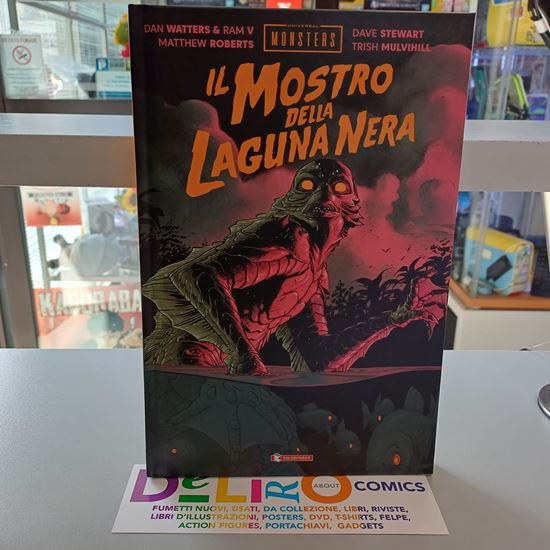 DAN WATTERS & RAM V
MATTHEW ROBERTS
UNIVERSAL
MONSTERS
DAVE STEWART
TRISH MULVIHILL
IL MOSTRO
DELLA
LAGUNA NERA
SALDAPRESS
DELIRO ABOUT COMICS
FUMETTI NUOVI, USATI, DA COLLEZIONE, LIBRI, RIVISTE,
LIBRI D'ILLUSTRAZIONI, POSTERS, DVD, T-SHIRTS, FELPE,
ACTION FIGURES, PORTACHIAVI, GADGETS